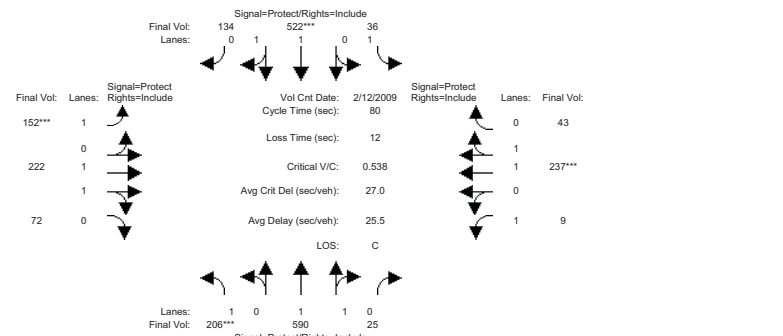 Signal=Protect/Rights=Include
Final Vol: 134 522*** 36
Lanes: 0 1 1 0 1
Signal=Protect
Final Vol: Lanes: Rights=Include
Vol Cnt Date: 2/12/2009
Signal=Protect
Rights=Include Lanes: Final Vol:
Cycle Time (sec): 80
152*** 1
0 43
Loss Time (sec): 12
0
1
222 1
Critical V/C: 0.538
1 237***
1
Avg Crit Del (sec/veh): 27.0
0
72 0
Avg Delay (sec/veh): 25.5
1 9
LOS: C
Lanes: 1 0 1 1 0
Final Vol: 206*** 590 25
Signal=Protect/Rights=Include